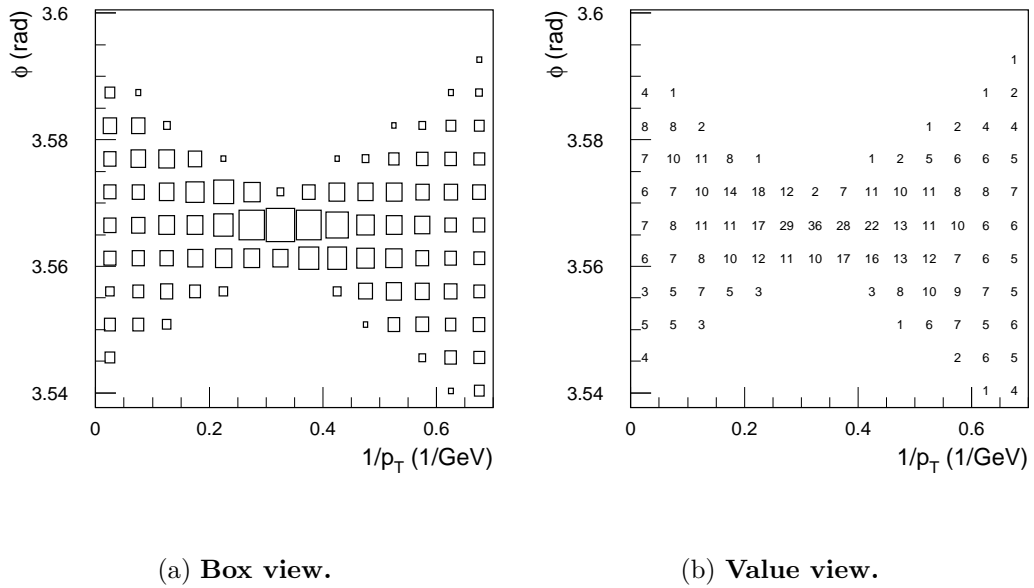 φ (rad)
3.6
3.58
3.56
3.54
0 0.2 0.4 0.6
1/p_T (1/GeV)
(a) Box view.
φ (rad)
3.6
3.58
3.56
3.54
1
4 1 1 2
8 8 2 1 2 4 4
7 10 11 8 1 1 2 5 6 6 5
6 7 10 14 18 12 2 7 11 10 11 8 8 7
7 8 11 11 17 29 36 28 22 13 11 10 6 6
6 7 8 10 12 11 10 17 16 13 12 7 6 5
3 5 7 5 3 3 8 10 9 7 5
5 5 3 1 6 7 5 6
4 2 6 5
1 4
0 0.2 0.4 0.6
1/p_T (1/GeV)
(b) Value view.